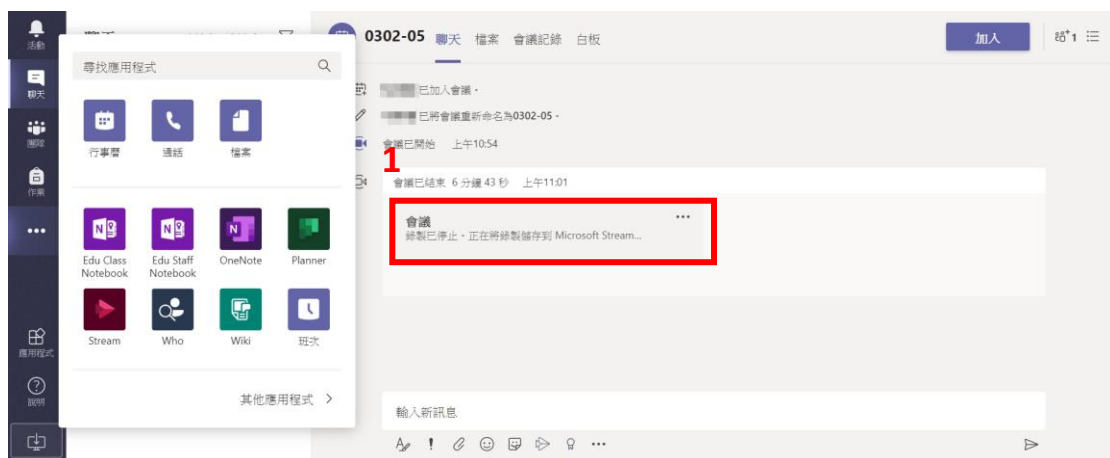 活動
聊天
團隊
作業
應用程式
說明
尋找應用程式
行事曆
通話
檔案
Edu Class
Notebook
Edu Staff
Notebook
OneNote
Planner
Stream
Who
Wiki
班次
其他應用程式
0302-05 聊天 檔案 會議記錄 白板
加入
1
已加入會議。
已將會議重新命名為0302-05。
會議已開始 上午10:54
1
會議已結束 6 分鐘 43 秒 上午11:01
會議
錄製已停止。正在將錄製儲存到 Microsoft Stream...
輸入新訊息